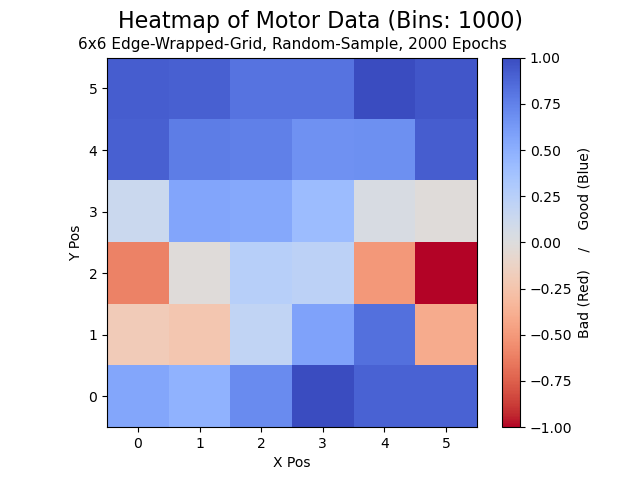 Heatmap of Motor Data (Bins: 1000)
6x6 Edge-Wrapped-Grid, Random-Sample, 2000 Epochs
5
4
3
2
1
0
Y Pos
0 1 2 3 4 5
X Pos
1.00
0.75
0.50
0.25
0.00
−0.25
−0.50
−0.75
−1.00
Bad (Red) / Good (Blue)